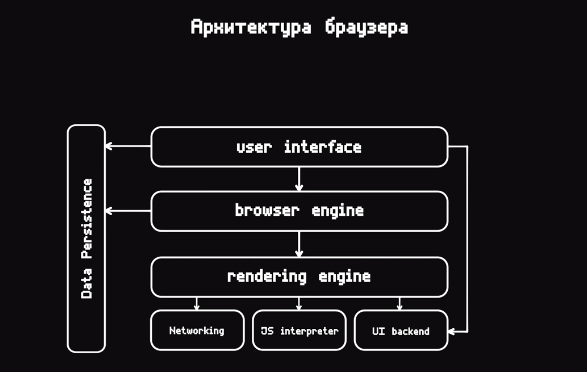 Архитектура браузера
user interface
Data Persistence
browser engine
rendering engine
Networking
JS interpreter
UI backend